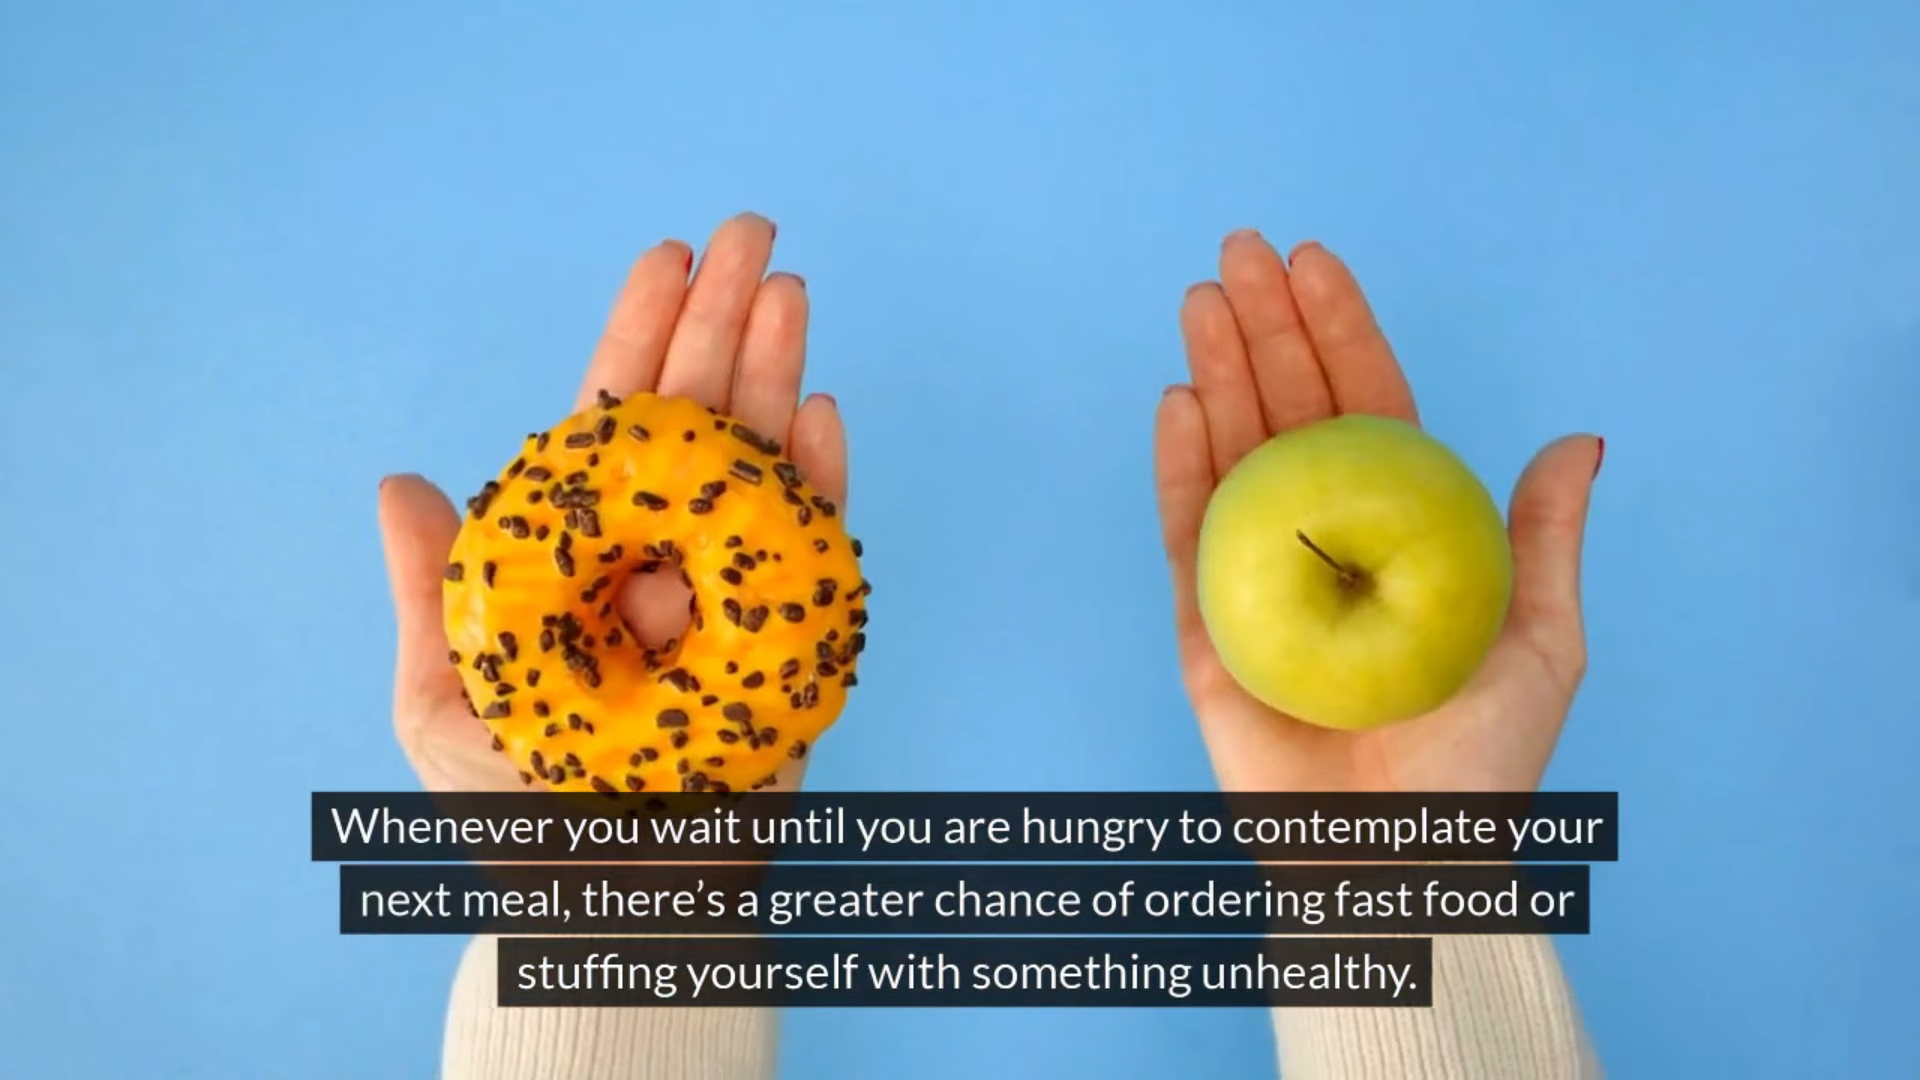 Whenever you wait until you are hungry to contemplate your
next meal, there’s a greater chance of ordering fast food or
stuffing yourself with something unhealthy.